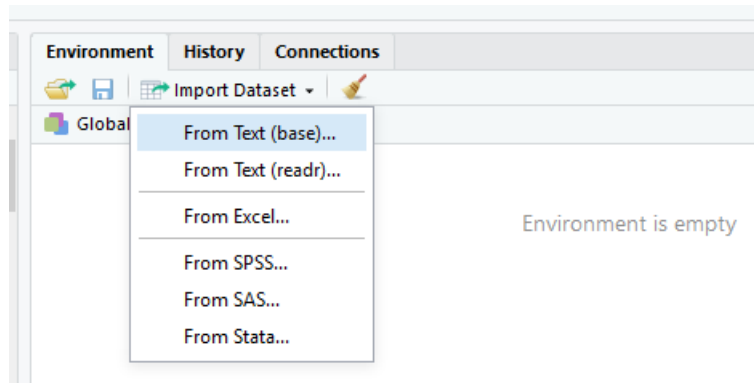 Environment History Connections
Import Dataset
Global
From Text (base)...
From Text (readr)...
From Excel...
Environment is empty
From SPSS...
From SAS...
From Stata...